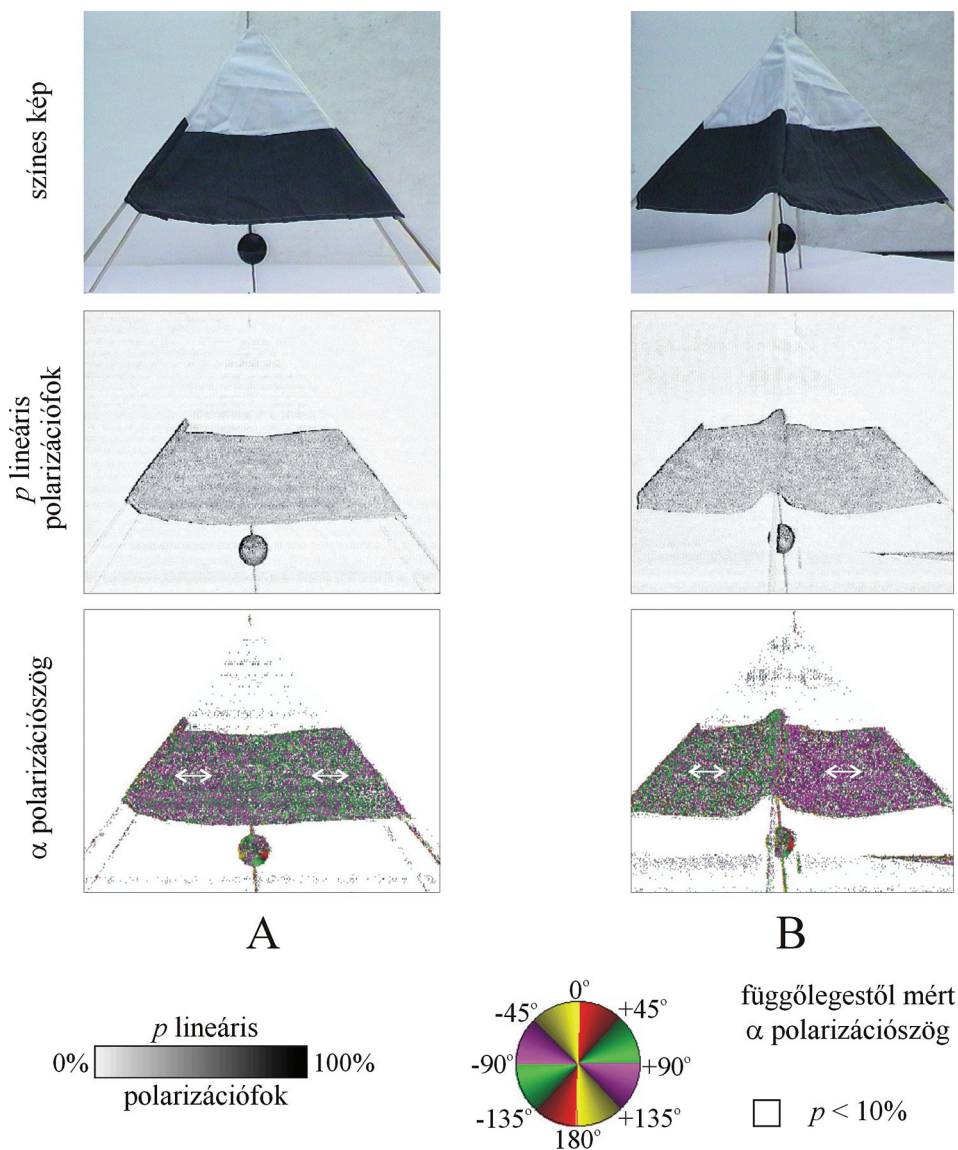 színes kép
p lineáris
polarizációfok
α polarizációszög
A
B
p lineáris
0%
100%
polarizációfok
0°
-45°
+45°
-90°
+90°
-135°
+135°
180°
függőlegestől mért
α polarizációszög
p < 10%